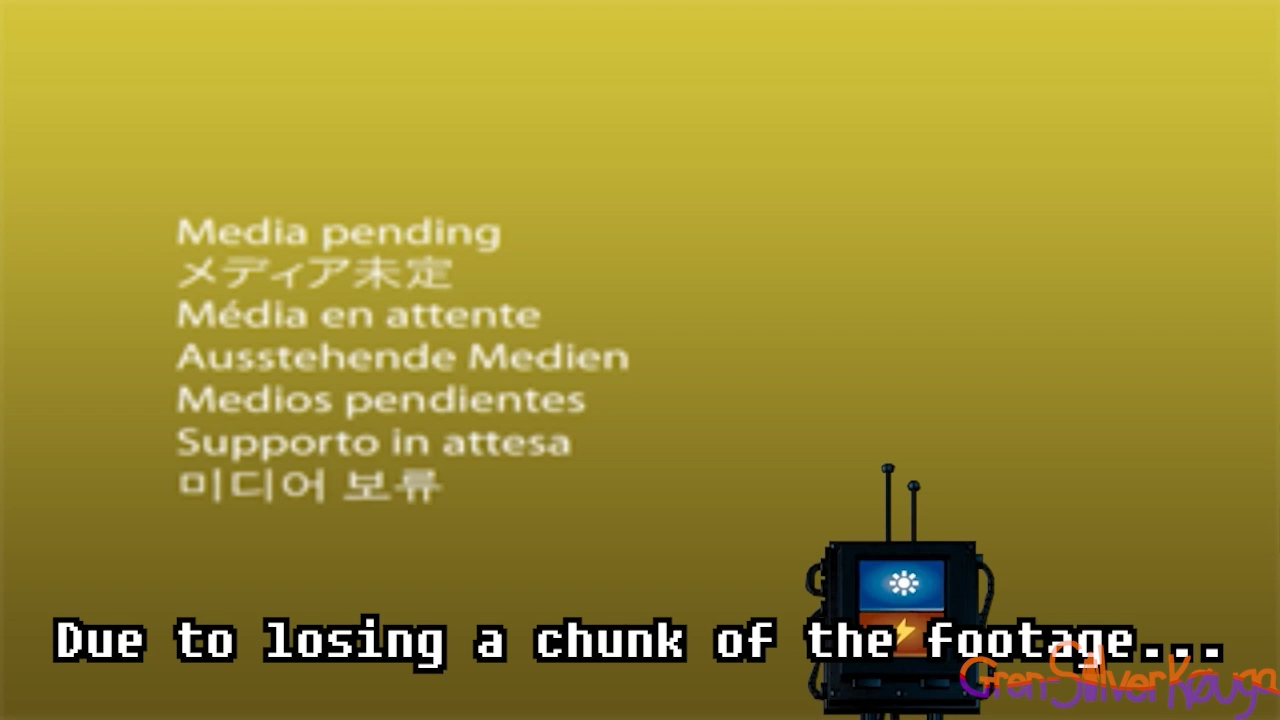 Media pending
メディア未定
Média en attente
Ausstehende Medien
Medios pendientes
Supporto in attesa
미디어 보류
Due to losing a chunk of the footage...